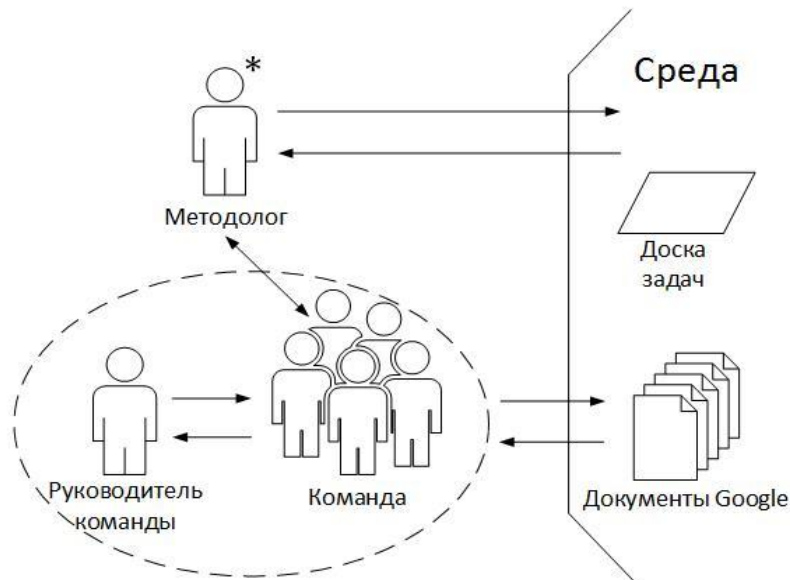 *
Среда
Методолог
Доска
задач
Руководитель
команды
Команда
Документы Google